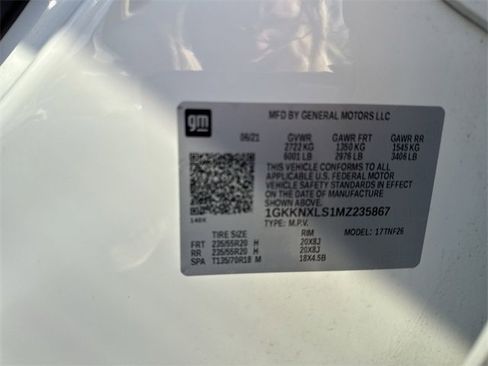 gm
MFD BY GENERAL MOTORS LLC
06/21 GVWR GAWR FRT GAWR RR
2722 KG 1350 KG 1545 KG
6001 LB 2976 LB 3406 LB
THIS VEHICLE CONFORMS TO ALL
APPLICABLE U.S. FEDERAL MOTOR
VEHICLE SAFETY STANDARDS IN
EFFECT ON THE DATE OF MANUFACTURE
SHOWN ABOVE.
1GKKNXLS1MZ235867
TYPE: M.P.V.
TIRE SIZE RIM MODEL: 17TNF26
FRT 235/55R20 H 20X8J
RR 235/55R20 H 20X8J
SPA T135/70R18 M 18X4.5B